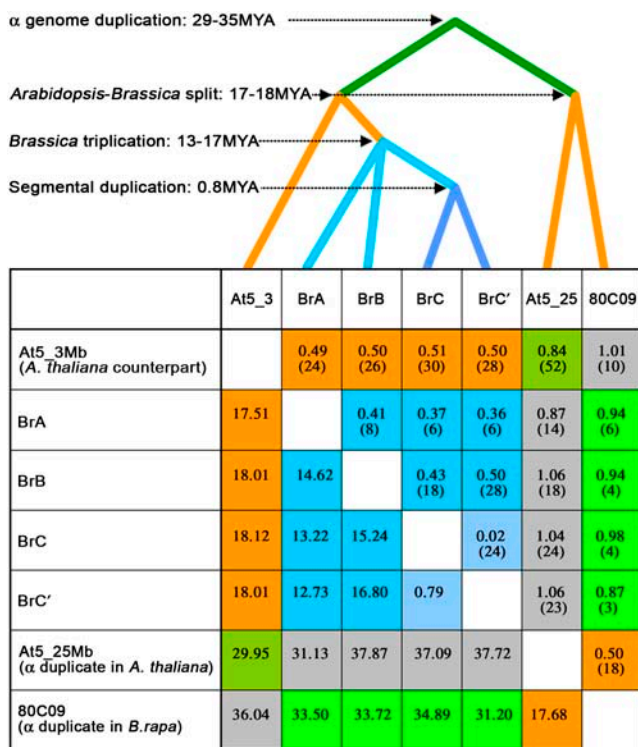 α genome duplication: 29-35MYA
Arabidopsis-Brassica split: 17-18MYA
Brassica triplication: 13-17MYA
Segmental duplication: 0.8MYA
At5_3 BrA BrB BrC BrC′ At5_25 80C09
At5_3Mb
(A. thaliana counterpart)
0.49 0.50 0.51 0.50 0.84 1.01
(24) (26) (30) (28) (52) (10)
BrA 17.51
0.41 0.37 0.36 0.87 0.94
(8) (6) (6) (14) (6)
BrB 18.01 14.62
0.43 0.50 1.06 0.94
(18) (28) (18) (4)
BrC 18.12 13.22 15.24
0.02 1.04 0.98
(24) (24) (4)
BrC′ 18.01 12.73 16.80 0.79
1.06 0.87
(23) (3)
At5_25Mb
(α duplicate in A. thaliana)
29.95 31.13 37.87 37.09 37.72
0.50
(18)
80C09
(α duplicate in B.rapa)
36.04 33.50 33.72 34.89 31.20 17.68